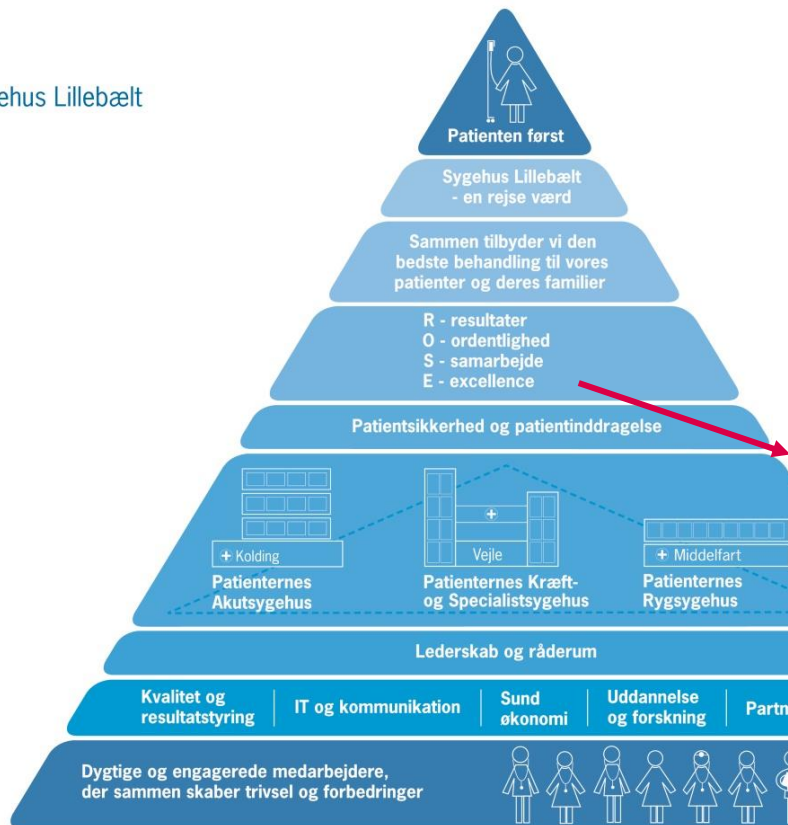 ehus Lillebælt
Patienten først
Sygehus Lillebælt
- en rejse værd
Sammen tilbyder vi den
bedste behandling til vores
patienter og deres familier
R - resultater
O - ordentlighed
S - samarbejde
E - excellence
Patientsikkerhed og patientinddragelse
Kolding
Patienternes
Akutsygehus
Vejle
Patienternes Kræft-
og Specialistsygehus
Middelfart
Patienternes
Rygsygehus
Lederskab og råderum
Kvalitet og
resultatstyring
IT og kommunikation
Sund
økonomi
Uddannelse
og forskning
Partn
Dygtige og engagerede medarbejdere,
der sammen skaber trivsel og forbedringer